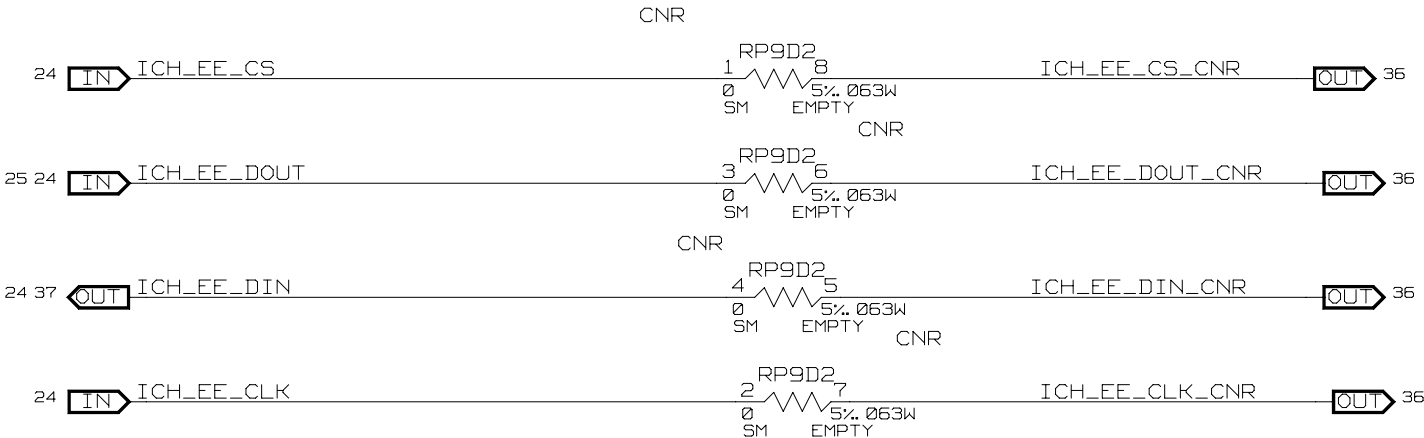 CNR
24 IN ICH_EE_CS 1 RP9D2 8 ICH_EE_CS_CNR OUT 36
0 5%. .063W
SM EMPTY
CNR
25 24 IN ICH_EE_DOUT 3 RP9D2 6 ICH_EE_DOUT_CNR OUT 36
0 5%. .063W
SM EMPTY
CNR
24 37 OUT ICH_EE_DIN 4 RP9D2 5 ICH_EE_DIN_CNR OUT 36
0 5%. .063W
SM EMPTY
CNR
24 IN ICH_EE_CLK 2 RP9D2 7 ICH_EE_CLK_CNR OUT 36
0 5%. .063W
SM EMPTY